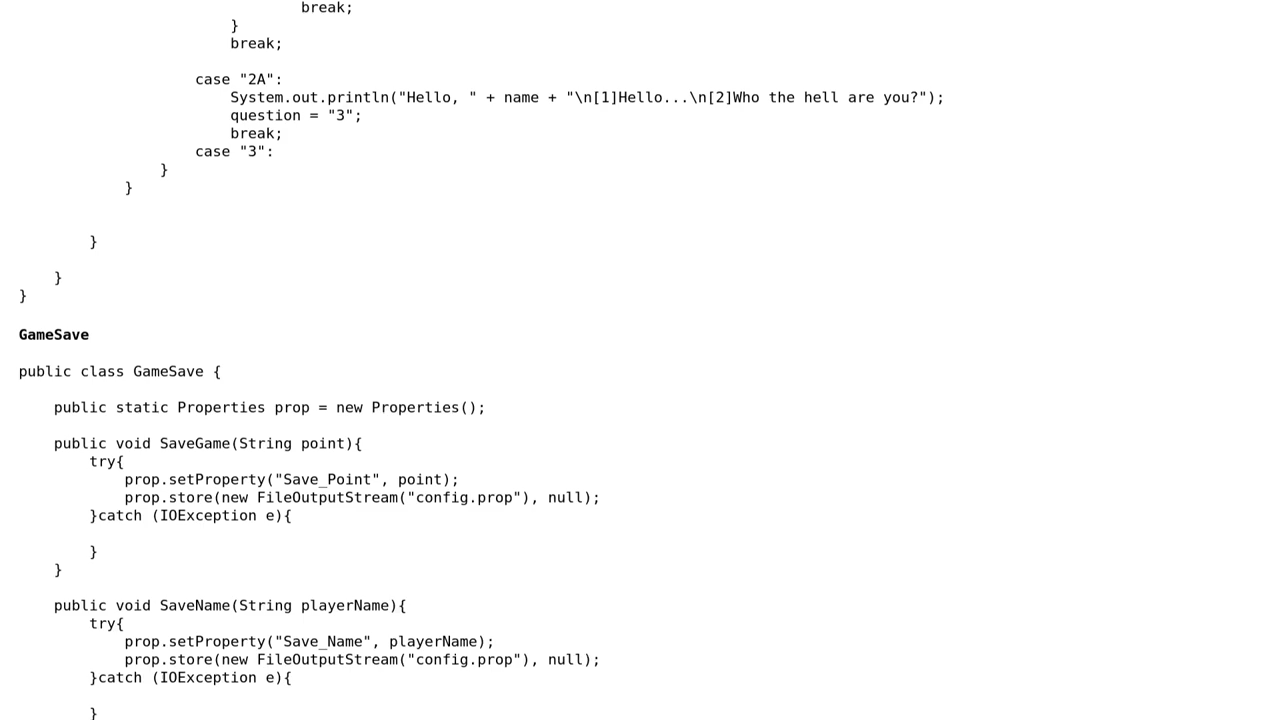 break;
}
break;
case "2A":
System.out.println("Hello, " + name + "\n[1]Hello...\n[2]Who the hell are you?");
question = "3";
break;
case "3":
}
}
}
}
}
GameSave
public class GameSave {
public static Properties prop = new Properties();
public void SaveGame(String point){
try{
prop.setProperty("Save_Point", point);
prop.store(new FileOutputStream("config.prop"), null);
}catch (IOException e){
}
}
public void SaveName(String playerName){
try{
prop.setProperty("Save_Name", playerName);
prop.store(new FileOutputStream("config.prop"), null);
}catch (IOException e){
}